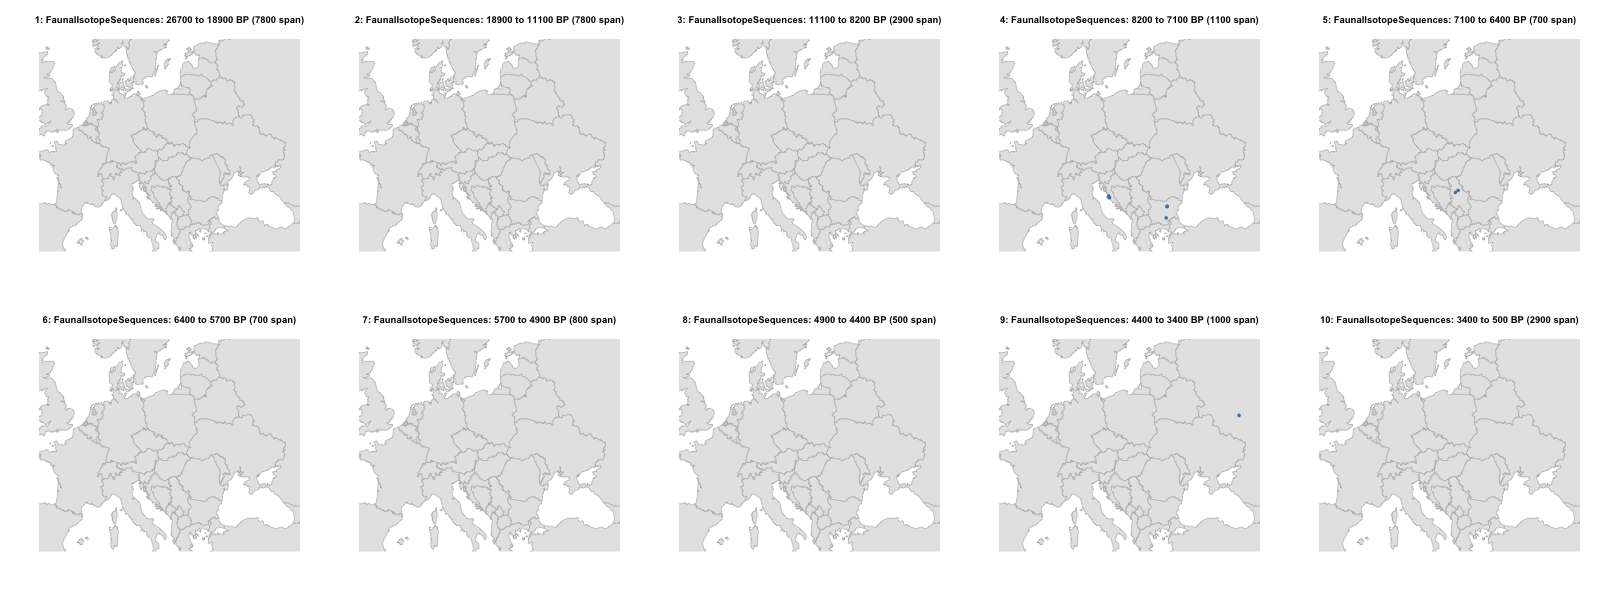 1: FaunalIsotopeSequences: 26700 to 18900 BP (7800 span)
2: FaunalIsotopeSequences: 18900 to 11100 BP (7800 span)
3: FaunalIsotopeSequences: 11100 to 8200 BP (2900 span)
4: FaunalIsotopeSequences: 8200 to 7100 BP (1100 span)
5: FaunalIsotopeSequences: 7100 to 6400 BP (700 span)
6: FaunalIsotopeSequences: 6400 to 5700 BP (700 span)
7: FaunalIsotopeSequences: 5700 to 4900 BP (800 span)
8: FaunalIsotopeSequences: 4900 to 4400 BP (500 span)
9: FaunalIsotopeSequences: 4400 to 3400 BP (1000 span)
10: FaunalIsotopeSequences: 3400 to 500 BP (2900 span)